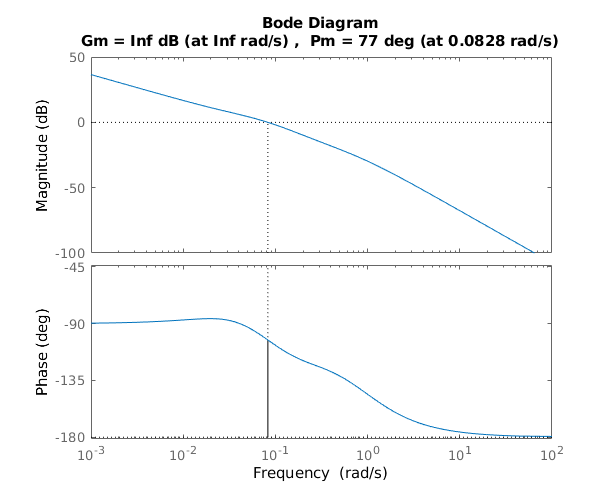 Bode Diagram
Gm = Inf dB (at Inf rad/s) ,  Pm = 77 deg (at 0.0828 rad/s)
50
0
-50
-100
Magnitude (dB)
-45
-90
-135
-180
Phase (deg)
10^-3
10^-2
10^-1
10^0
10^1
10^2
Frequency  (rad/s)